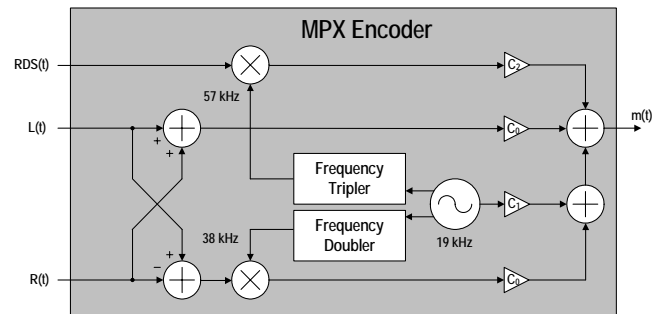 MPX Encoder
RDS(t)
C2
57 kHz
L(t)
+
+
C0
m(t)
Frequency
Tripler
C1
Frequency
Doubler
38 kHz
19 kHz
+
−
R(t)
C0